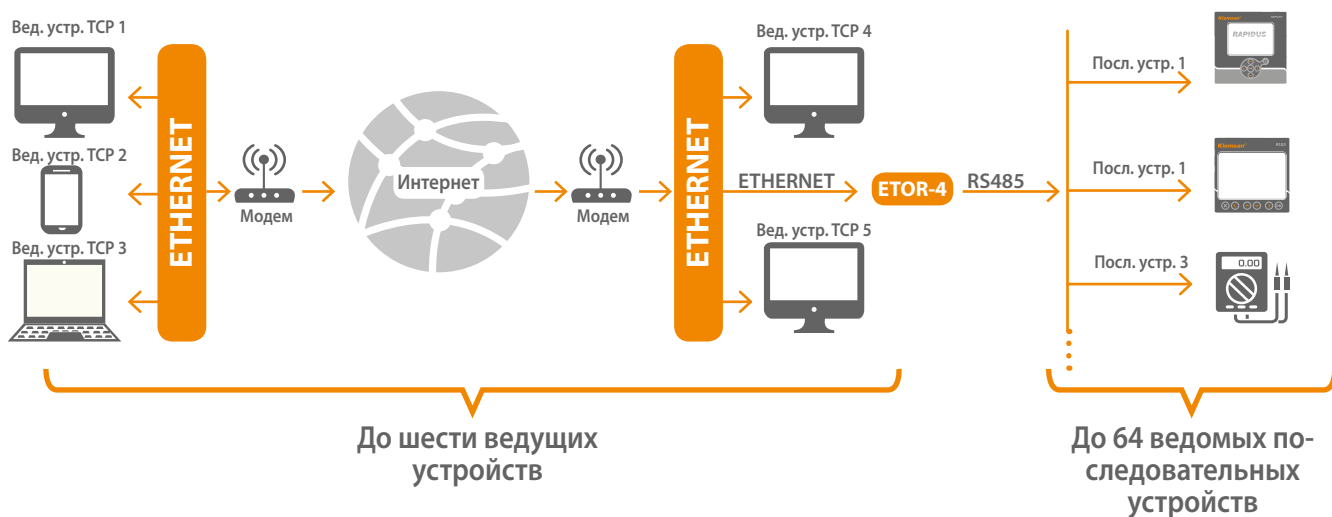 Вед. устр. TCP 1
Вед. устр. TCP 2
Вед. устр. TCP 3
ETHERNET
Модем
Интернет
Модем
ETHERNET
Вед. устр. TCP 4
ETHERNET
Вед. устр. TCP 5
ETOR-4
RS485
Посл. устр. 1
Klemsan
RAPIDUS
Посл. устр. 1
Klemsan
Посл. устр. 3
0.00
До шести ведущих
устройств
До 64 ведомых по-
следовательных
устройств